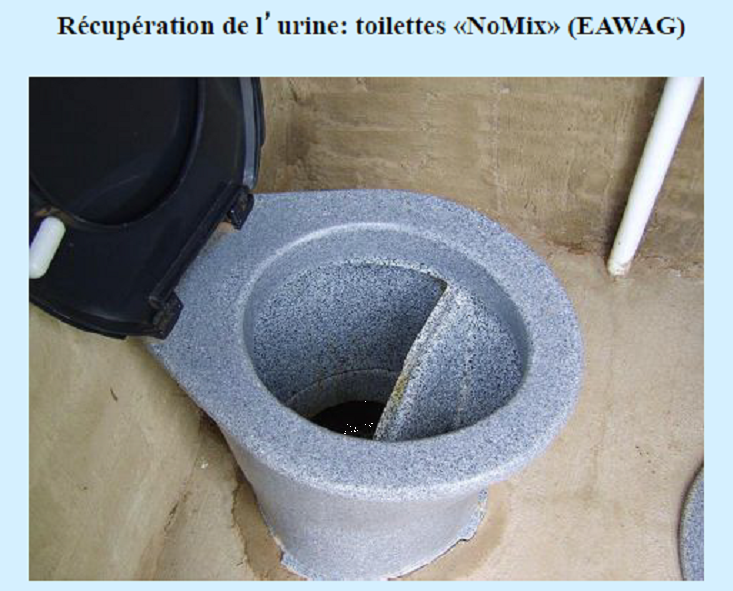 Récupération de l’ urine: toilettes «NoMix» (EAWAG)